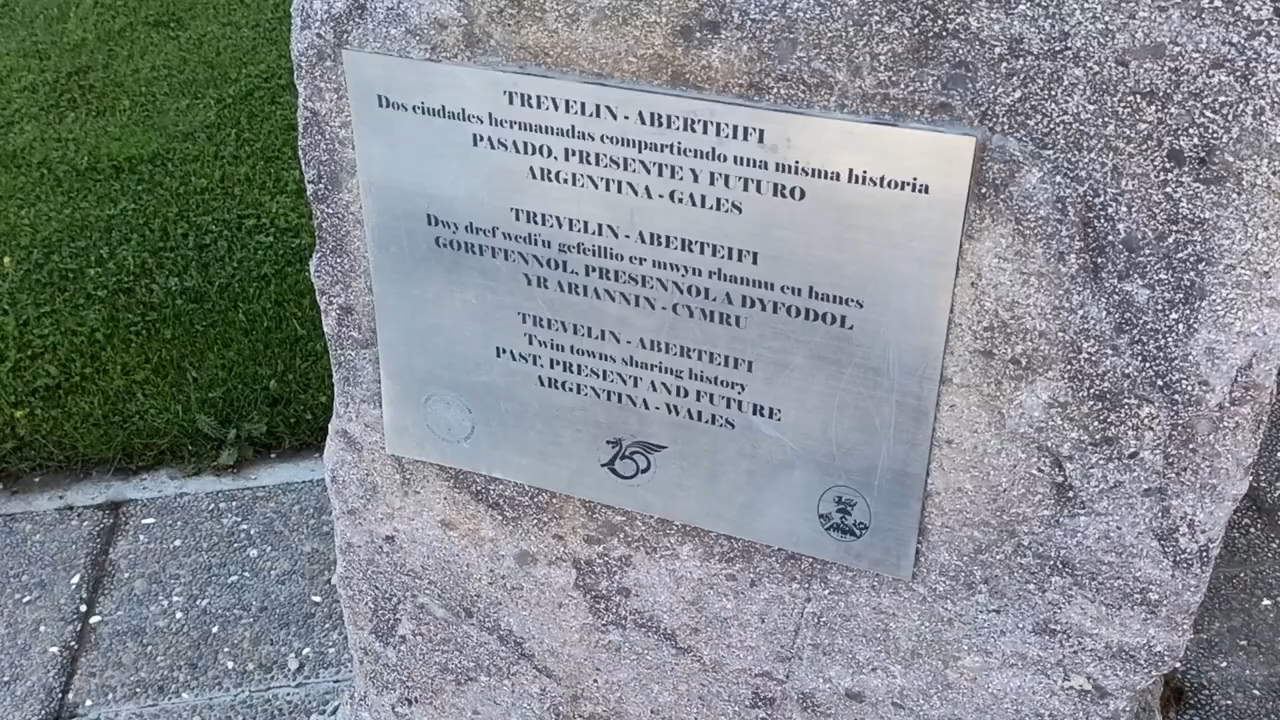 TREVELIN - ABERTEIFI
Dos ciudades hermanadas compartiendo una misma historia
PASADO, PRESENTE Y FUTURO
ARGENTINA - GALES
TREVELIN - ABERTEIFI
Dwy dref wedi'u gefeillio er mwyn rhannu eu hanes
GORFFENNOL, PRESENNOL A DYFODOL
YR ARIANNIN - CYMRU
TREVELIN - ABERTEIFI
Twin towns sharing history
PAST, PRESENT AND FUTURE
ARGENTINA - WALES